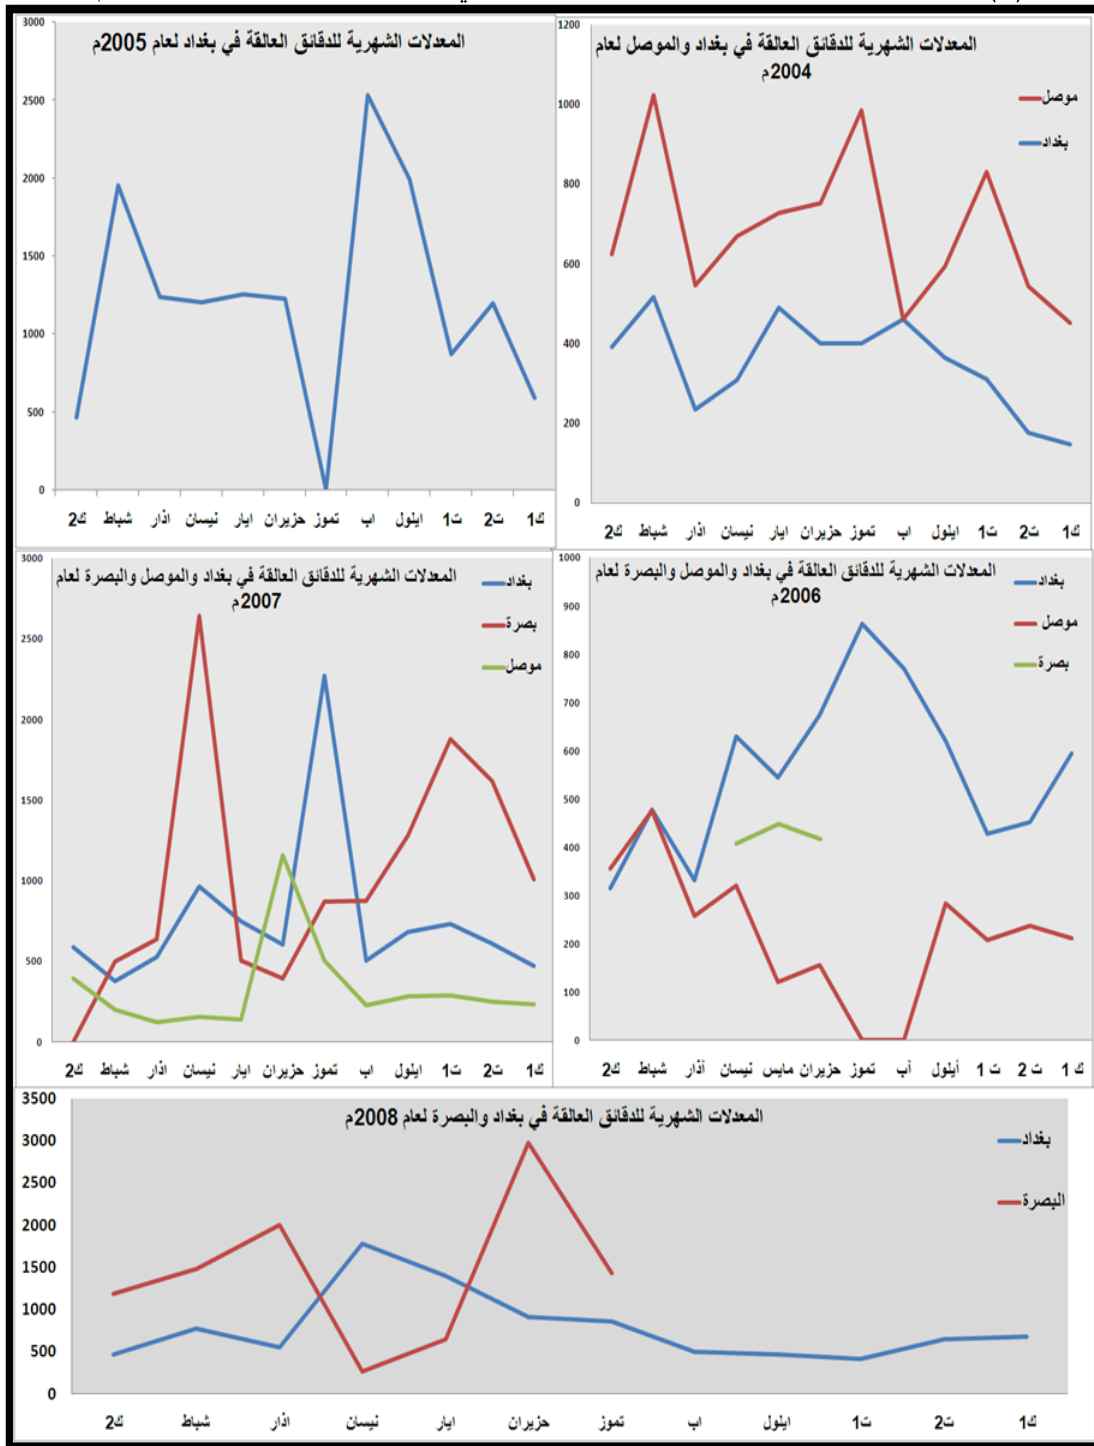 المعدلات الشهرية للدقائق العالقة في بغداد والموصل لعام
2004م
موصل
بغداد
1200
1000
800
600
400
200
0
ك2 شباط أذار نيسان ايار حزيران تموز اب ايلول ت1 ت2 ك1
المعدلات الشهرية للدقائق العالقة في بغداد لعام 2005م
3000
2500
2000
1500
1000
500
0
ك2 شباط اذار نيسان ايار حزيران تموز اب ايلول ت1 ت2 ك1
المعدلات الشهرية للدقائق العالقة في بغداد والموصل والبصرة لعام
2006م
بغداد
موصل
بصرة
1000
900
800
700
600
500
400
300
200
100
0
ك2 شباط آذار نيسان مايس حزيران تموز آب أيلول ت 1 ت 2 ك 1
المعدلات الشهرية للدقائق العالقة في بغداد والموصل والبصرة لعام
2007م
بغداد
بصرة
موصل
3000
2500
2000
1500
1000
500
0
ك2 شباط اذار نيسان ايار حزيران تموز اب ايلول ت1 ت2 ك1
المعدلات الشهرية للدقائق العالقة في بغداد والبصرة لعام 2008م
بغداد
البصرة
3500
3000
2500
2000
1500
1000
500
0
ك2 شباط اذار نيسان ايار حزيران تموز اب ايلول ت1 ت2 ك1